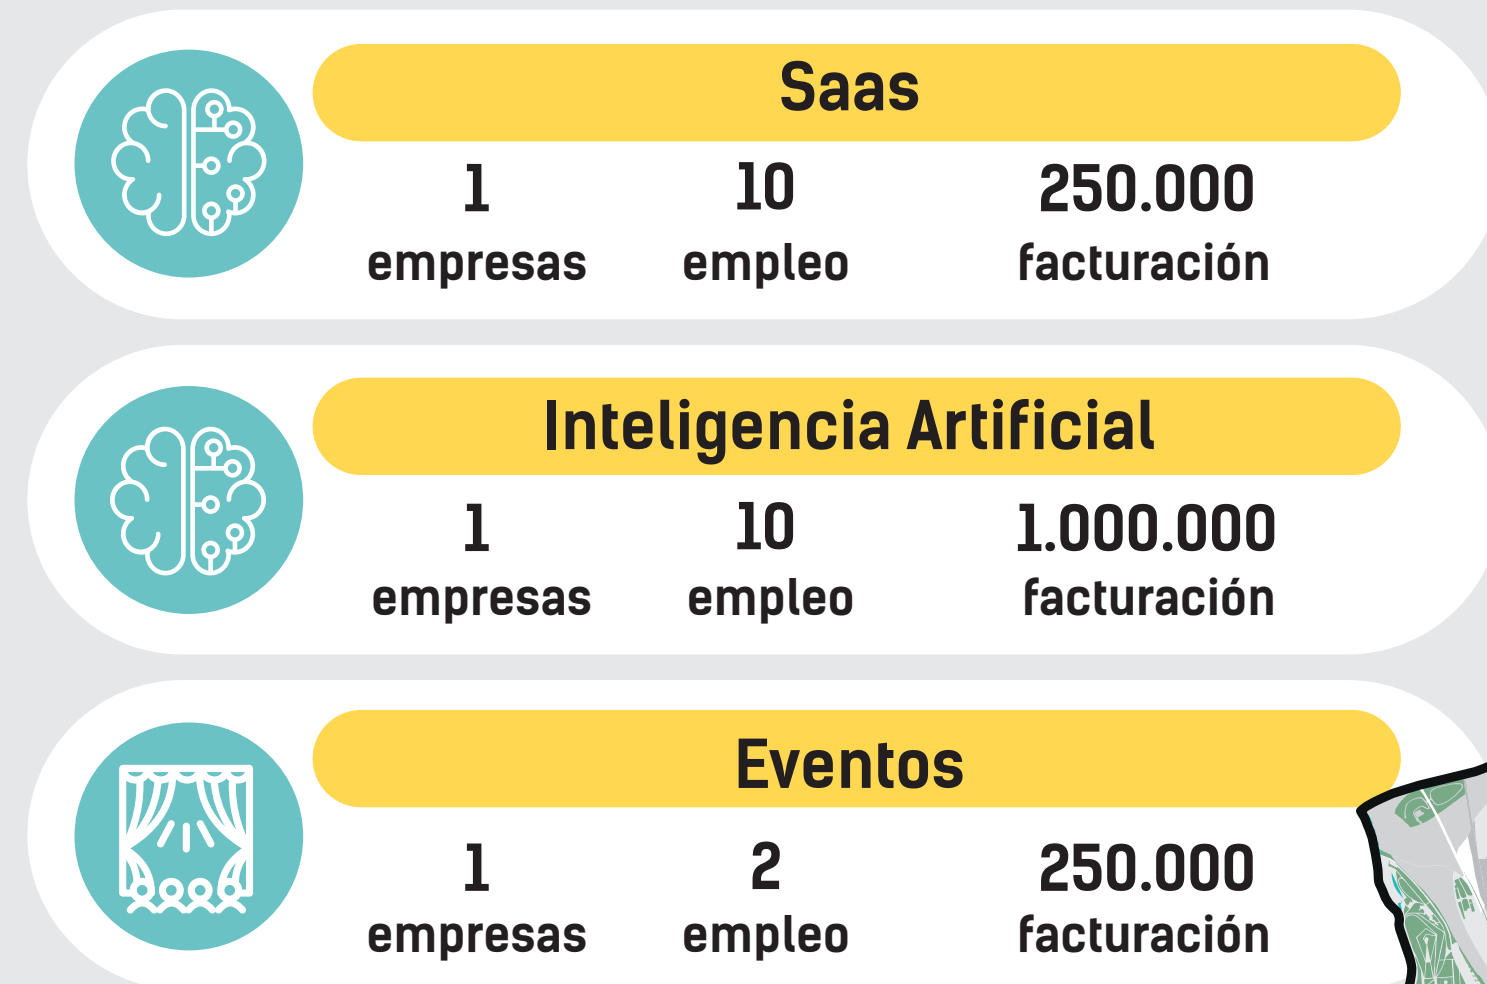 Saas
1 10 250.000
empresas empleo facturación
Inteligencia Artificial
1 10 1.000.000
empresas empleo facturación
Eventos
1 2 250.000
empresas empleo facturación